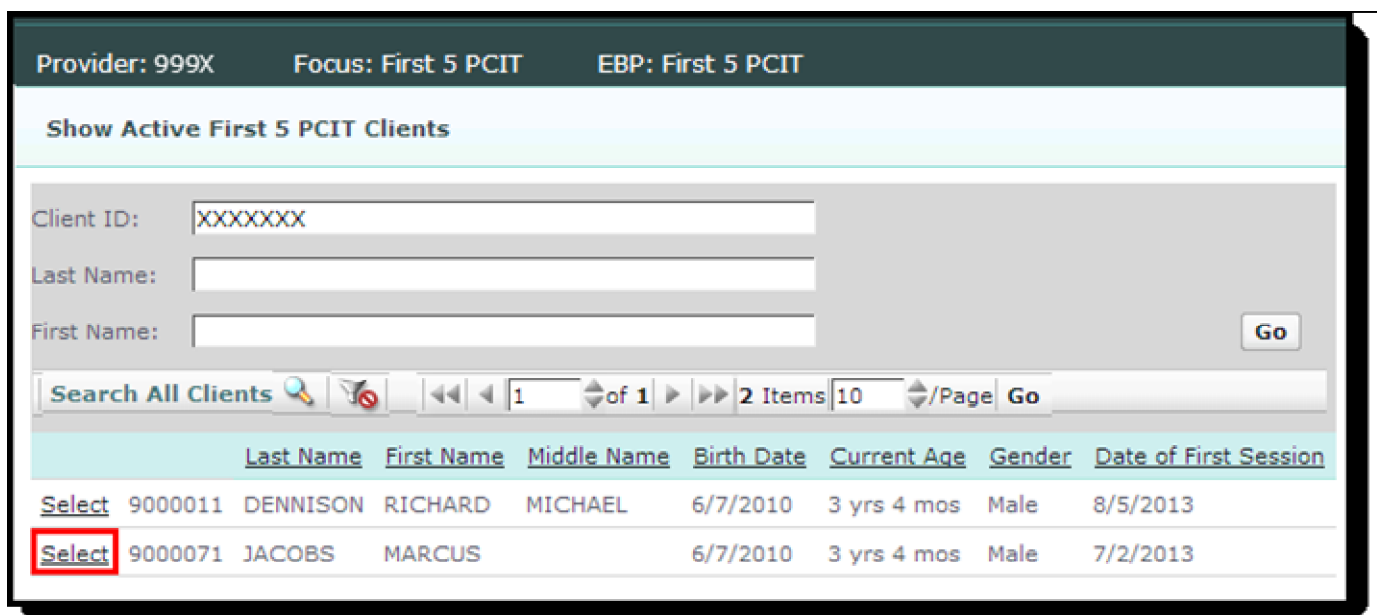 Provider: 999X Focus: First 5 PCIT EBP: First 5 PCIT
Show Active First 5 PCIT Clients
Client ID: XXXXXXX
Last Name:
First Name:
Go
Search All Clients 1 of 1 2 Items 10 /Page Go
Last Name First Name Middle Name Birth Date Current Age Gender Date of First Session
Select 9000011 DENNISON RICHARD MICHAEL 6/7/2010 3 yrs 4 mos Male 8/5/2013
Select 9000071 JACOBS MARCUS 6/7/2010 3 yrs 4 mos Male 7/2/2013